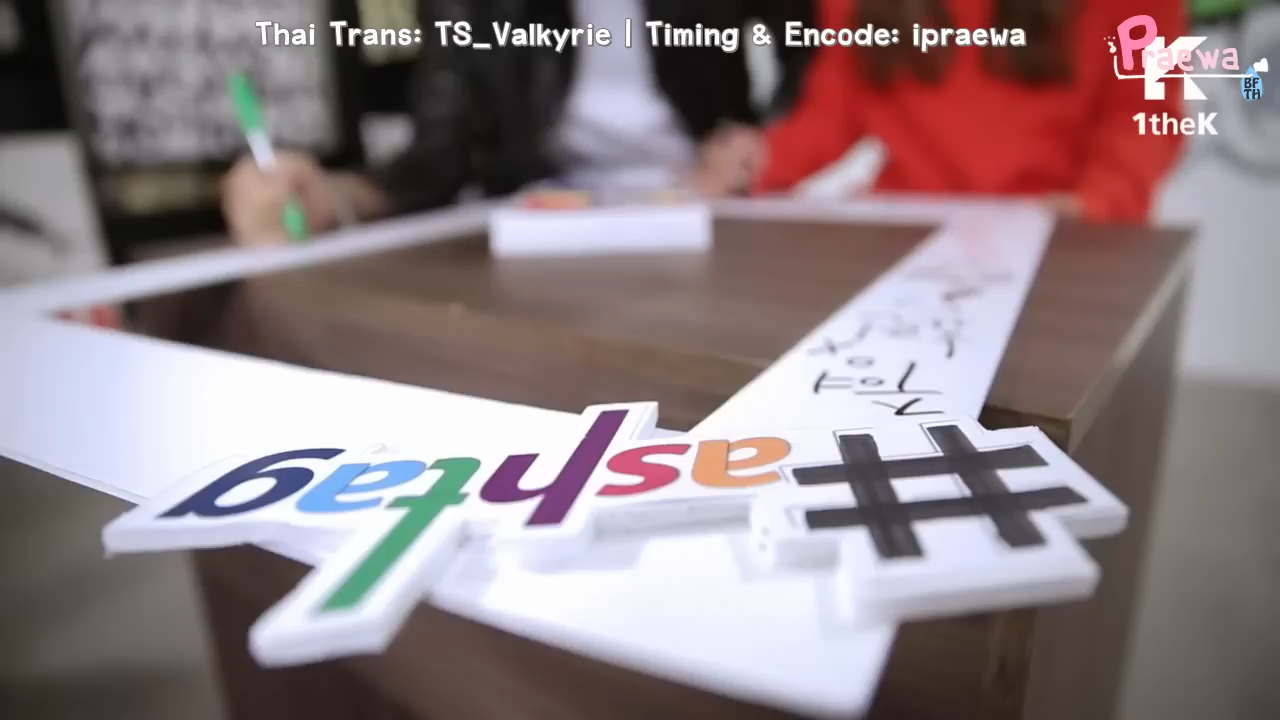 Thai Trans: TS_Valkyrie | Timing & Encode: ipraewa
Praewa
BF
TH
K
1theK
#ashtag